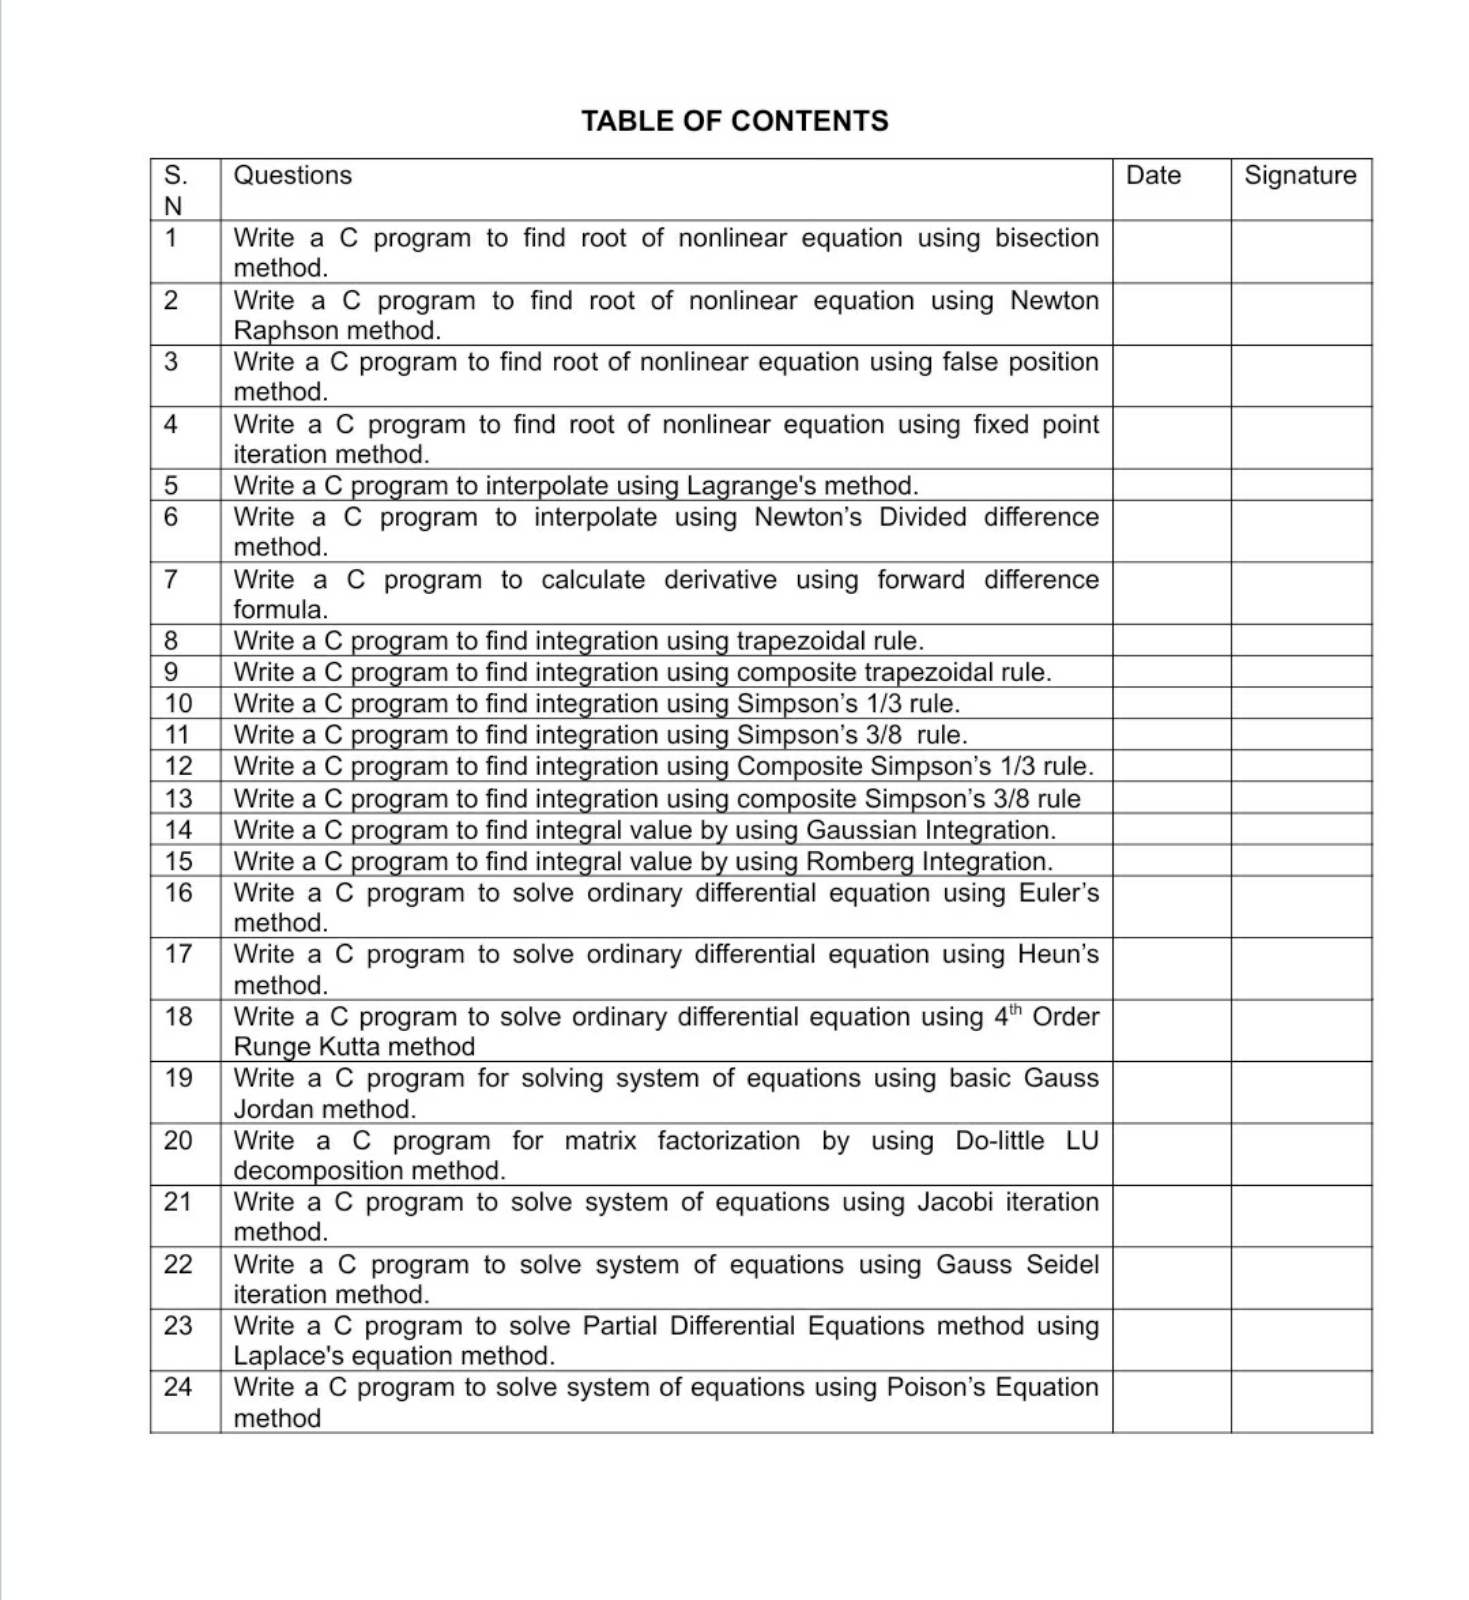 TABLE OF CONTENTS
S. Questions Date Signature
N
1 Write a C program to find root of nonlinear equation using bisection
method.
2 Write a C program to find root of nonlinear equation using Newton
Raphson method.
3 Write a C program to find root of nonlinear equation using false position
method.
4 Write a C program to find root of nonlinear equation using fixed point
iteration method.
5 Write a C program to interpolate using Lagrange's method.
6 Write a C program to interpolate using Newton’s Divided difference
method.
7 Write a C program to calculate derivative using forward difference
formula.
8 Write a C program to find integration using trapezoidal rule.
9 Write a C program to find integration using composite trapezoidal rule.
10 Write a C program to find integration using Simpson’s 1/3 rule.
11 Write a C program to find integration using Simpson’s 3/8 rule.
12 Write a C program to find integration using Composite Simpson’s 1/3 rule.
13 Write a C program to find integration using composite Simpson’s 3/8 rule
14 Write a C program to find integral value by using Gaussian Integration.
15 Write a C program to find integral value by using Romberg Integration.
16 Write a C program to solve ordinary differential equation using Euler’s
method.
17 Write a C program to solve ordinary differential equation using Heun’s
method.
18 Write a C program to solve ordinary differential equation using 4th Order
Runge Kutta method
19 Write a C program for solving system of equations using basic Gauss
Jordan method.
20 Write a C program for matrix factorization by using Do-little LU
decomposition method.
21 Write a C program to solve system of equations using Jacobi iteration
method.
22 Write a C program to solve system of equations using Gauss Seidel
iteration method.
23 Write a C program to solve Partial Differential Equations method using
Laplace's equation method.
24 Write a C program to solve system of equations using Poison’s Equation
method